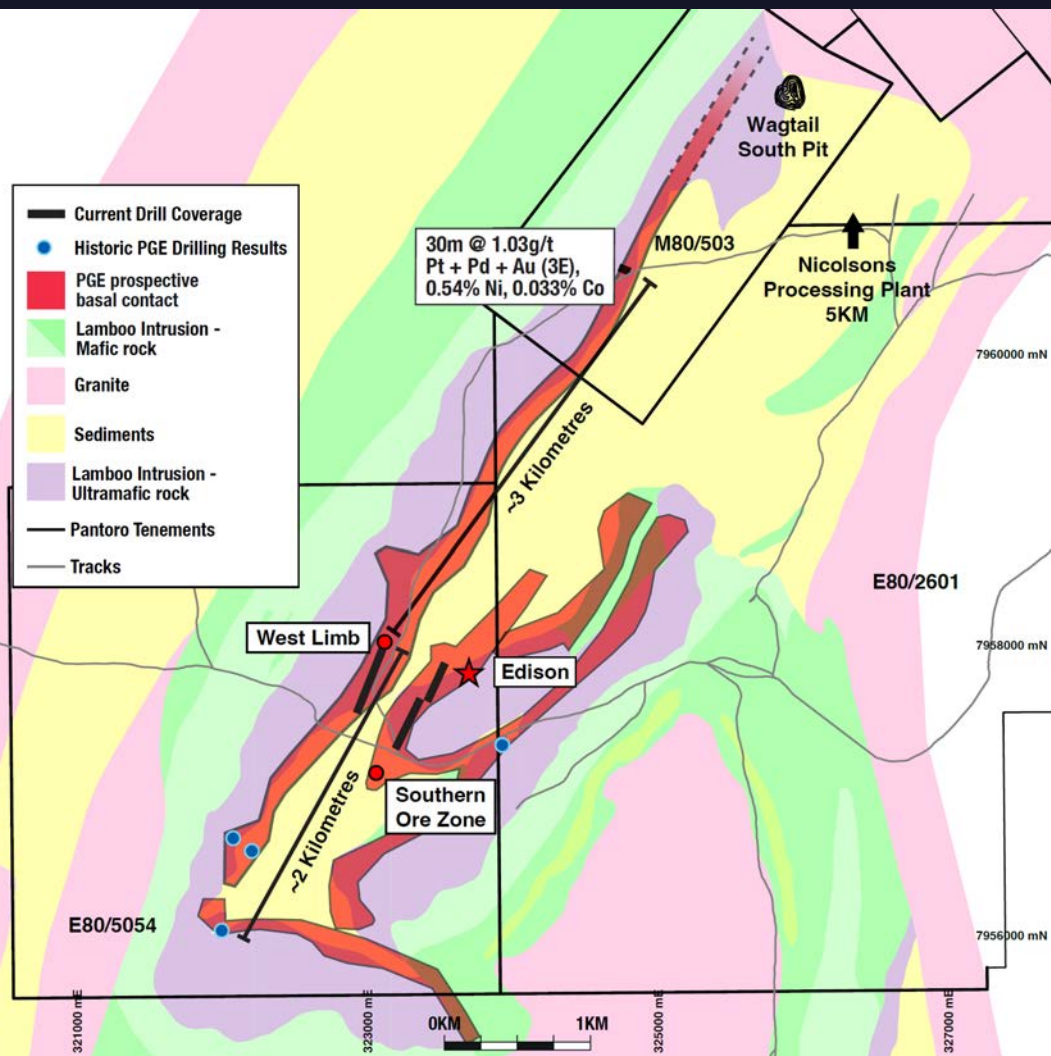 Wagtail
South Pit
Current Drill Coverage
Historic PGE Drilling Results
PGE prospective
basal contact
Lamboo Intrusion -
Mafic rock
Granite
Sediments
Lamboo Intrusion -
Ultramafic rock
Pantoro Tenements
Tracks
30m @ 1.03g/t
Pt + Pd + Au (3E),
0.54% Ni, 0.033% Co
M80/503
Nicolsons
Processing Plant
5KM
7960000 mN
~3 Kilometres
E80/2601
West Limb
7958000 mN
Edison
Southern
Ore Zone
~2 Kilometres
E80/5054
7956000 mN
321000 mE
323000 mE
0KM
1KM
325000 mE
327000 mE